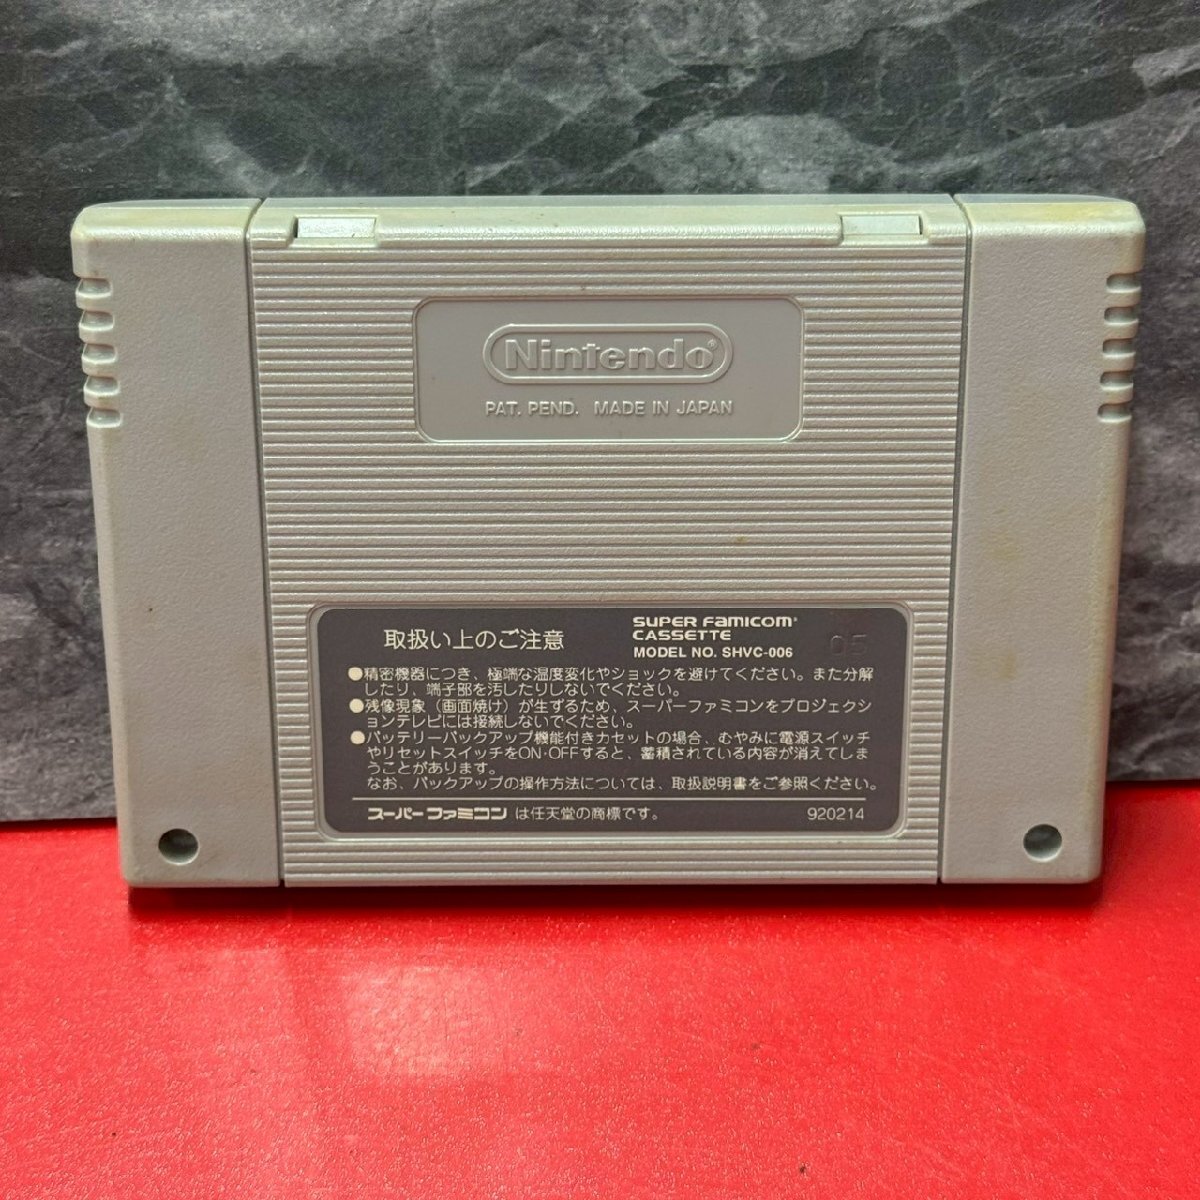 Nintendo®
PAT. PEND. MADE IN JAPAN
取扱い上のご注意
SUPER FAMICOM®
CASSETTE
MODEL NO. SHVC-006
05
●精密機器につき、極端な温度変化やショックを避けてください。また分解
したり、端子部を汚したりしないでください。
●残像現象（画面焼け）が生ずるため、スーパーファミコンをプロジェクシ
ョンテレビには接続しないでください。
●バッテリーバックアップ機能付きカセットの場合、むやみに電源スイッチ
やリセットスイッチをON・OFFすると、蓄積されている内容が消えてしま
うことがあります。
なお、バックアップの操作方法については、取扱説明書をご参照ください。
スーパーファミコンは任天堂の商標です。
920214